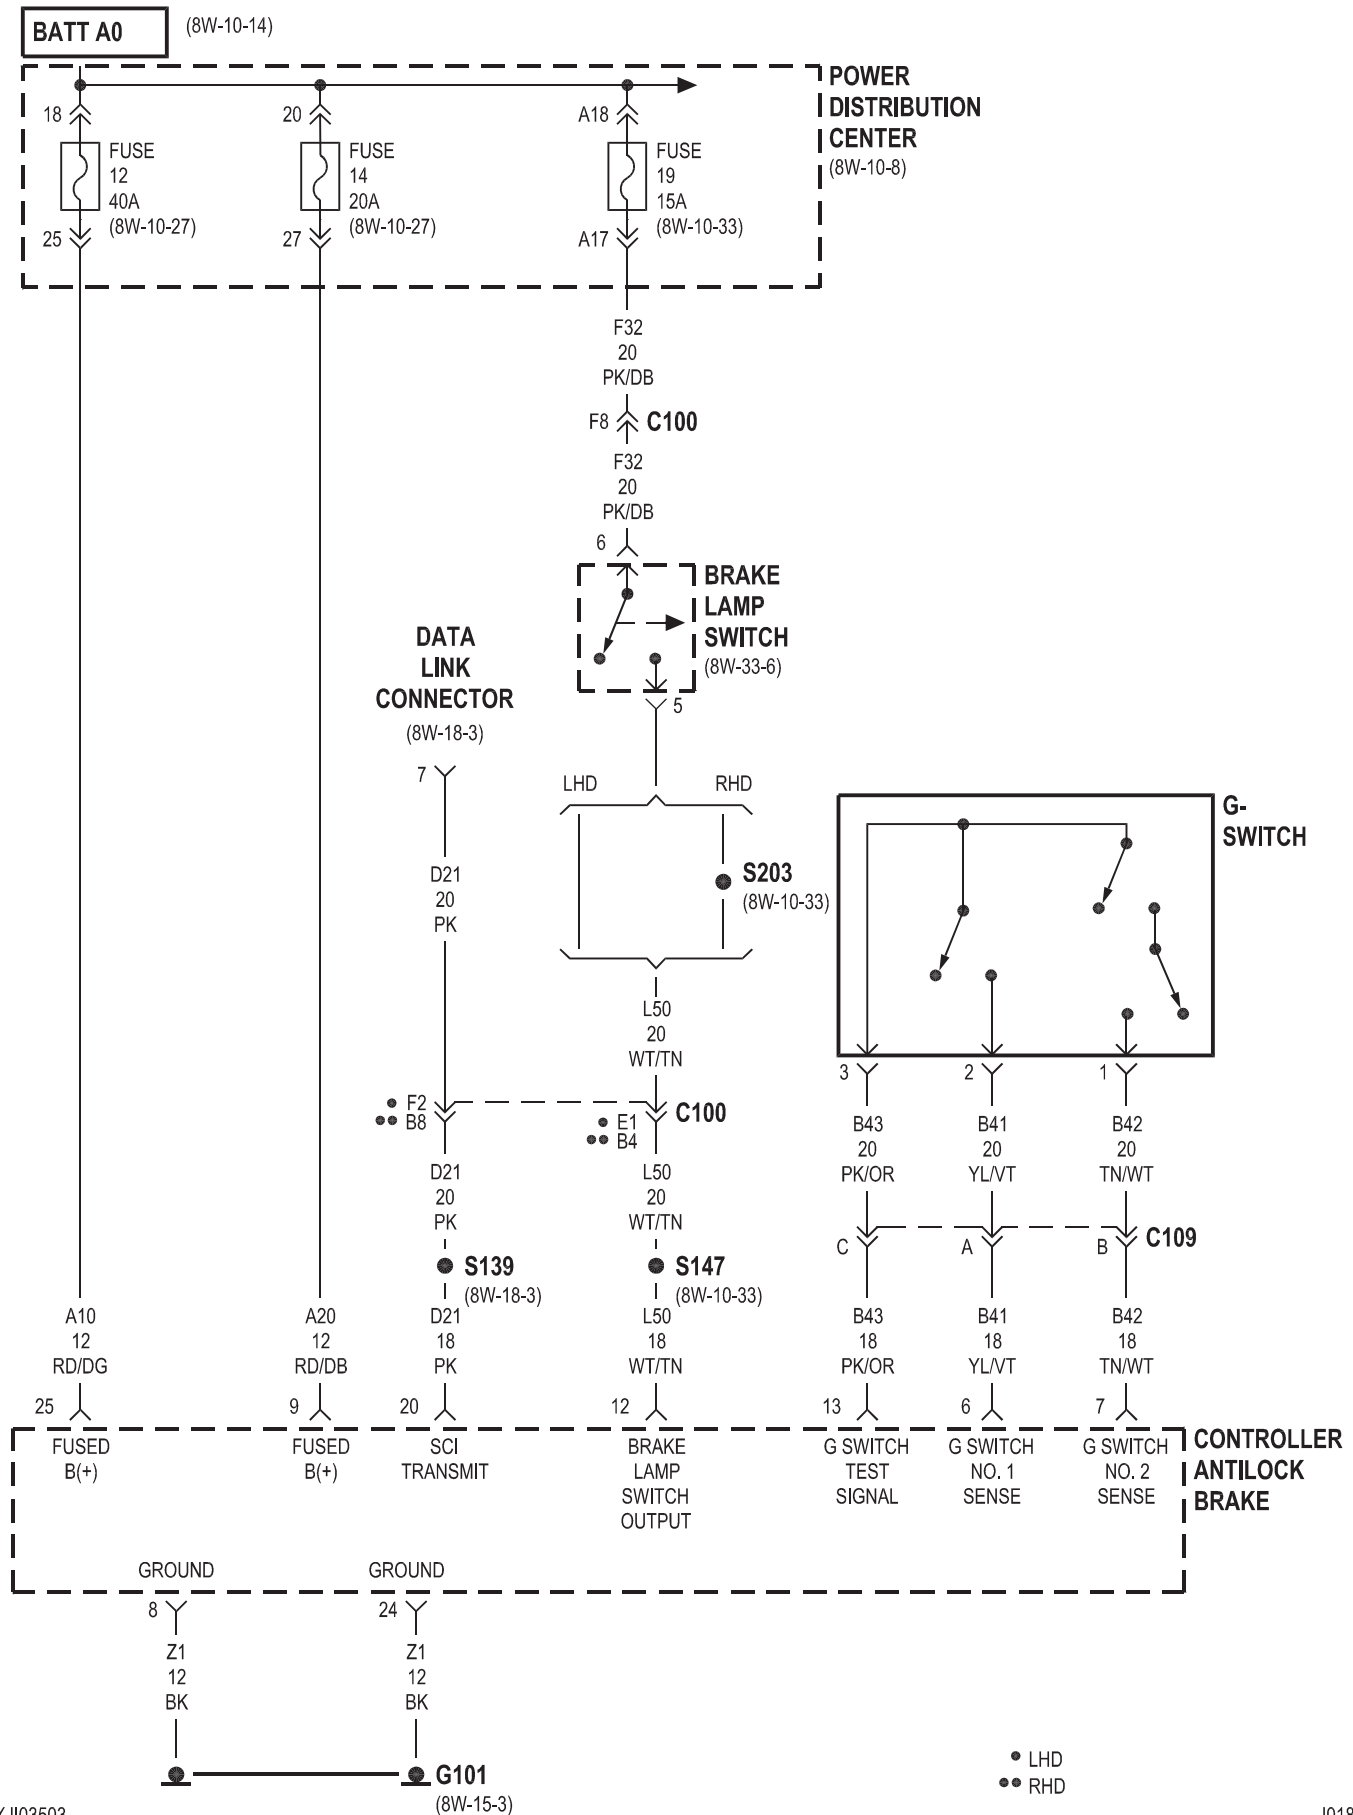 BATT A0
(8W-10-14)
POWER
DISTRIBUTION
CENTER
(8W-10-8)
18
FUSE
12
40A
(8W-10-27)
25
20
FUSE
14
20A
(8W-10-27)
27
A18
FUSE
19
15A
(8W-10-33)
A17
F32
20
PK/DB
F8
C100
F32
20
PK/DB
6
BRAKE
LAMP
SWITCH
(8W-33-6)
5
DATA
LINK
CONNECTOR
(8W-18-3)
7
LHD
RHD
S203
(8W-10-33)
G-
SWITCH
D21
20
PK
L50
20
WT/TN
3
2
1
F2
B8
E1
B4
C100
B43
20
PK/OR
B41
20
YL/VT
B42
20
TN/WT
D21
20
PK
L50
20
WT/TN
C
A
B
C109
S139
(8W-18-3)
S147
(8W-10-33)
A10
12
RD/DG
A20
12
RD/DB
D21
18
PK
L50
18
WT/TN
B43
18
PK/OR
B41
18
YL/VT
B42
18
TN/WT
25
9
20
12
13
6
7
FUSED
B(+)
FUSED
B(+)
SCI
TRANSMIT
BRAKE
LAMP
SWITCH
OUTPUT
G SWITCH
TEST
SIGNAL
G SWITCH
NO. 1
SENSE
G SWITCH
NO. 2
SENSE
CONTROLLER
ANTILOCK
BRAKE
GROUND
GROUND
8
24
Z1
12
BK
Z1
12
BK
G101
(8W-15-3)
LHD
RHD